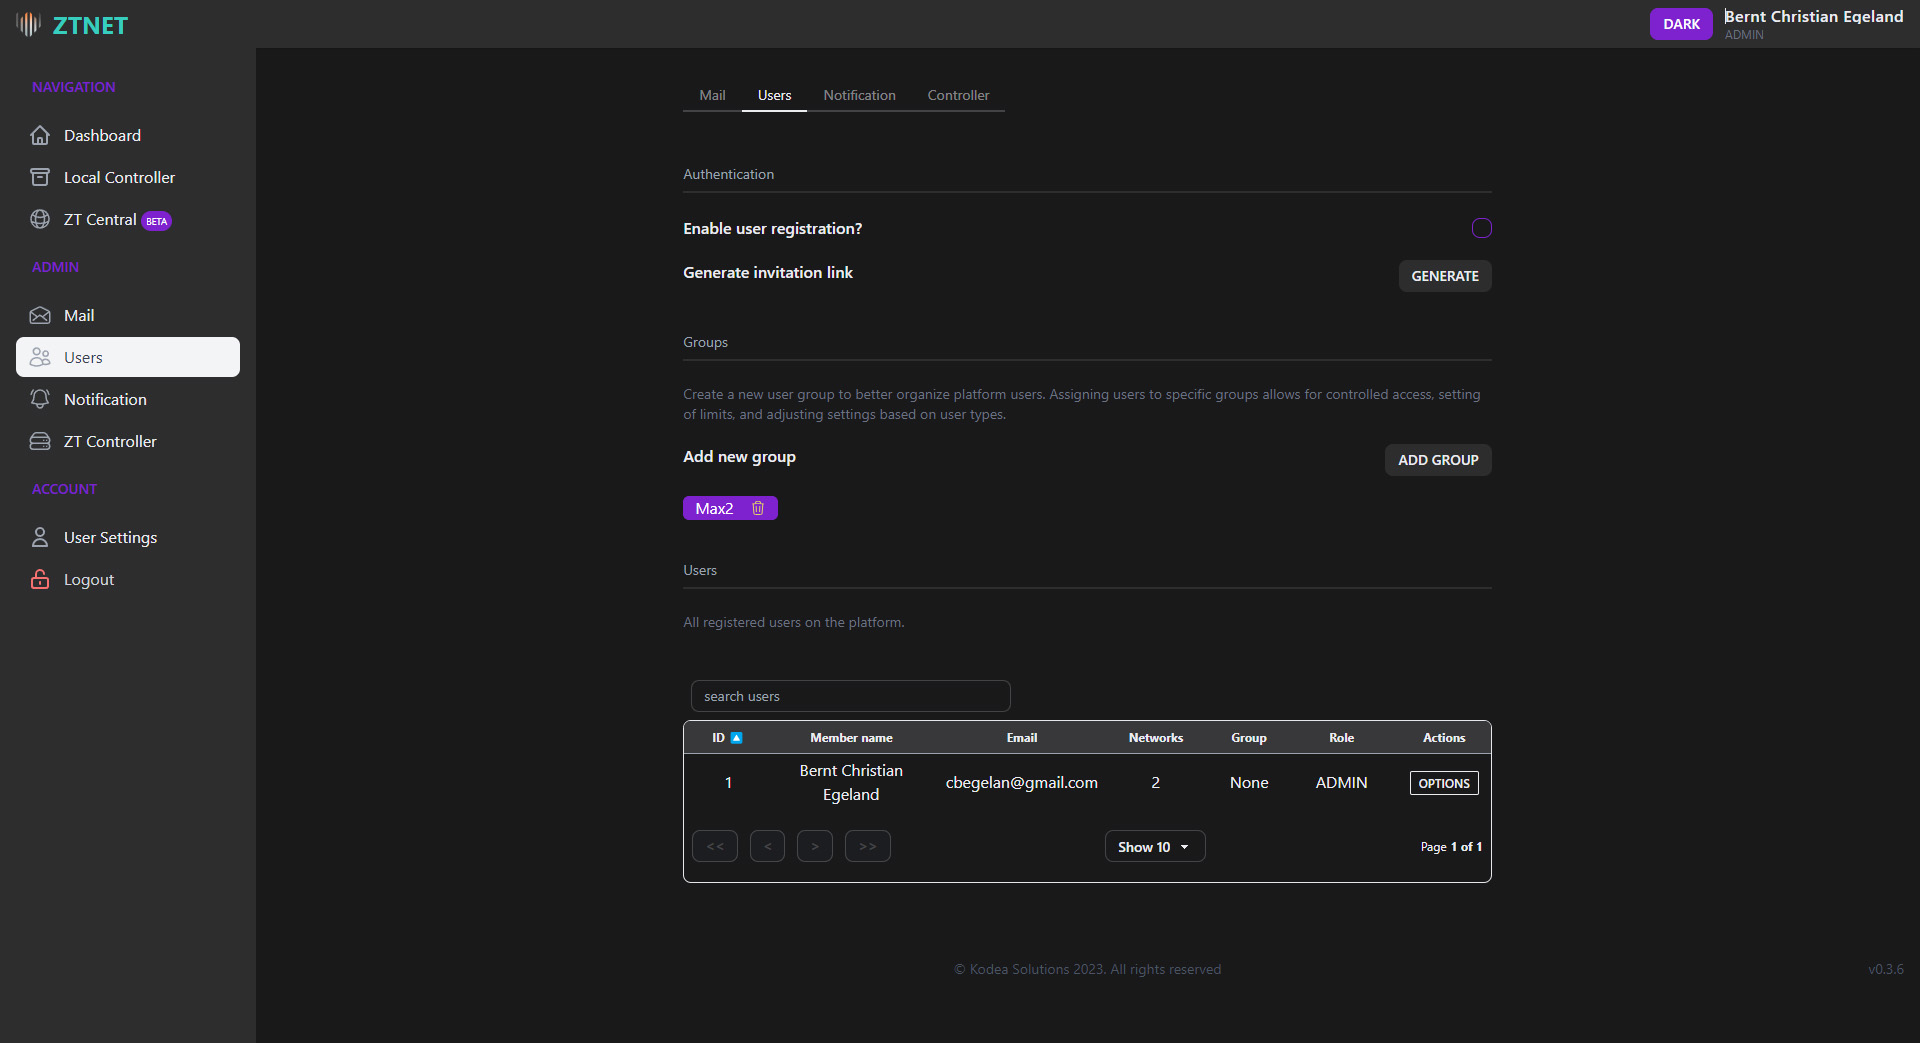 ZTNET
DARK
Bernt Christian Egeland
ADMIN
NAVIGATION
Dashboard
Local Controller
ZT Central BETA
ADMIN
Mail
Users
Notification
ZT Controller
ACCOUNT
User Settings
Logout
Mail Users Notification Controller
Authentication
Enable user registration?
Generate invitation link
GENERATE
Groups
Create a new user group to better organize platform users. Assigning users to specific groups allows for controlled access, setting
of limits, and adjusting settings based on user types.
Add new group
ADD GROUP
Max2
Users
All registered users on the platform.
search users
ID Member name Email Networks Group Role Actions
1 Bernt Christian Egeland cbegelan@gmail.com 2 None ADMIN OPTIONS
<< < > >> Show 10 Page 1 of 1
© Kodea Solutions 2023. All rights reserved
v0.3.6